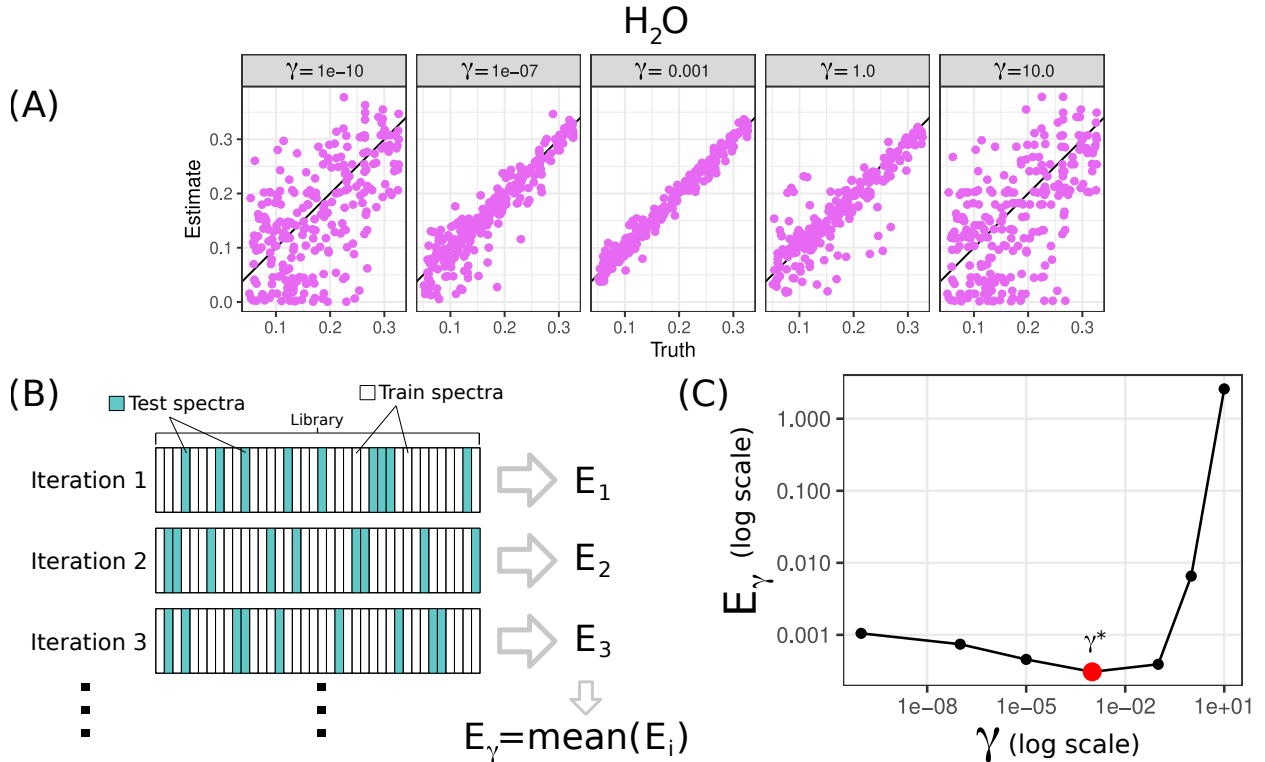 H₂O
(A)
γ= 1e-10
γ= 1e-07
γ= 0.001
γ= 1.0
γ=10.0
Estimate
0.3
0.2
0.1
0.0
0.1 0.2 0.3
0.1 0.2 0.3
0.1 0.2 0.3
0.1 0.2 0.3
0.1 0.2 0.3
Truth
(B)
Test spectra
Train spectra
Library
Iteration 1
E₁
Iteration 2
E₂
Iteration 3
E₃
E_γ=mean(E_i)
(C)
E_γ (log scale)
1.000
0.100
0.010
0.001
γ*
1e-08 1e-05 1e-02 1e+01
γ (log scale)